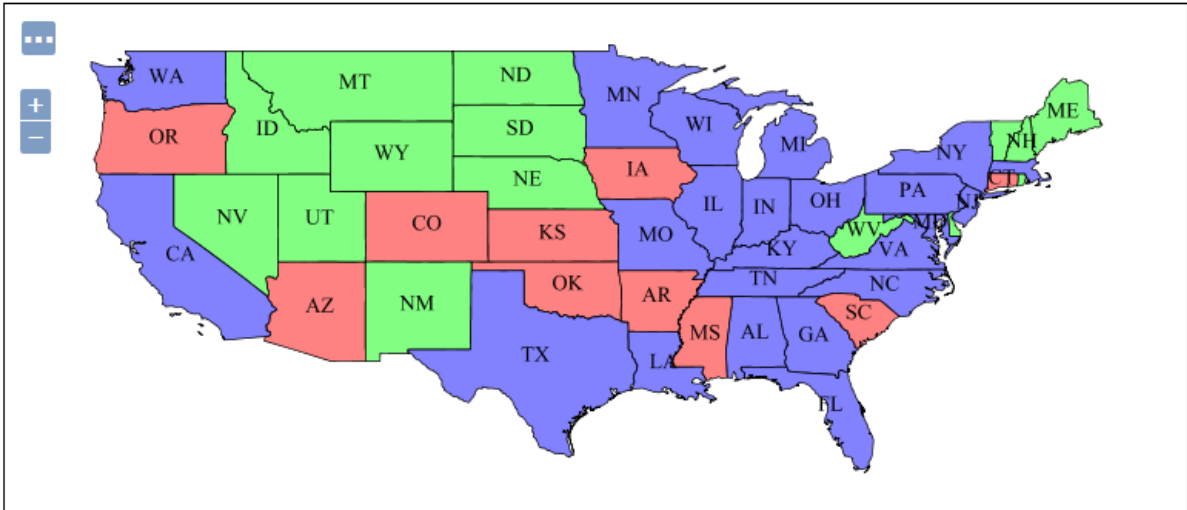 ...
+
−
WA
MT
ND
MN
OR
ID
SD
WI
ME
WY
MI
NH
NY
NE
IA
CT
PA
NV
UT
CO
IL
IN
OH
NJ
KS
MO
WV
MD
CA
KY
VA
AZ
NM
OK
TN
NC
AR
SC
TX
MS
AL
GA
LA
FL